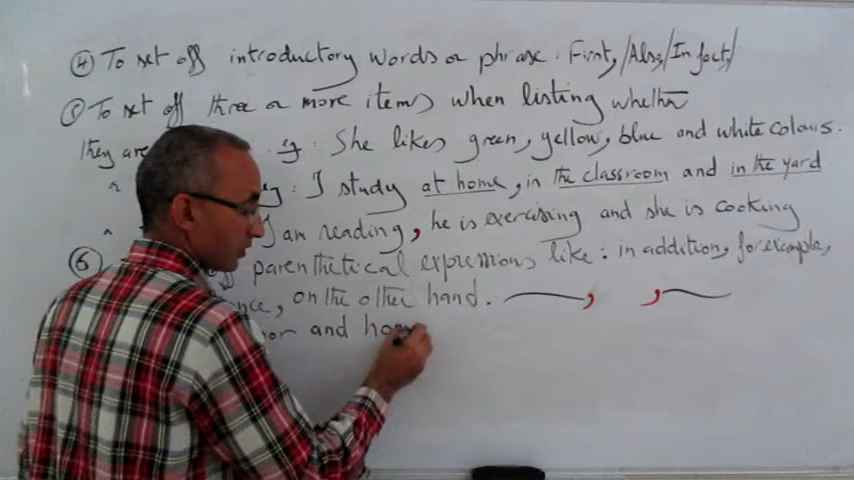 ④ To set off introductory words or phrase: First, /Also, /In fact,/
⑤ To set off three or more items when listing whether
they are eg: She likes green, yellow, blue and white colours.
eg: I study at home, in the classroom and in the yard
I am reading, he is exercising and she is cooking
⑥ parenthetical expressions like: in addition, for example,
on the other hand. , ,
and